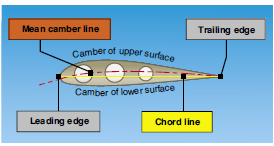 Mean camber line
Trailing edge
Camber of upper surface
Camber of lower surface
Leading edge
Chord line